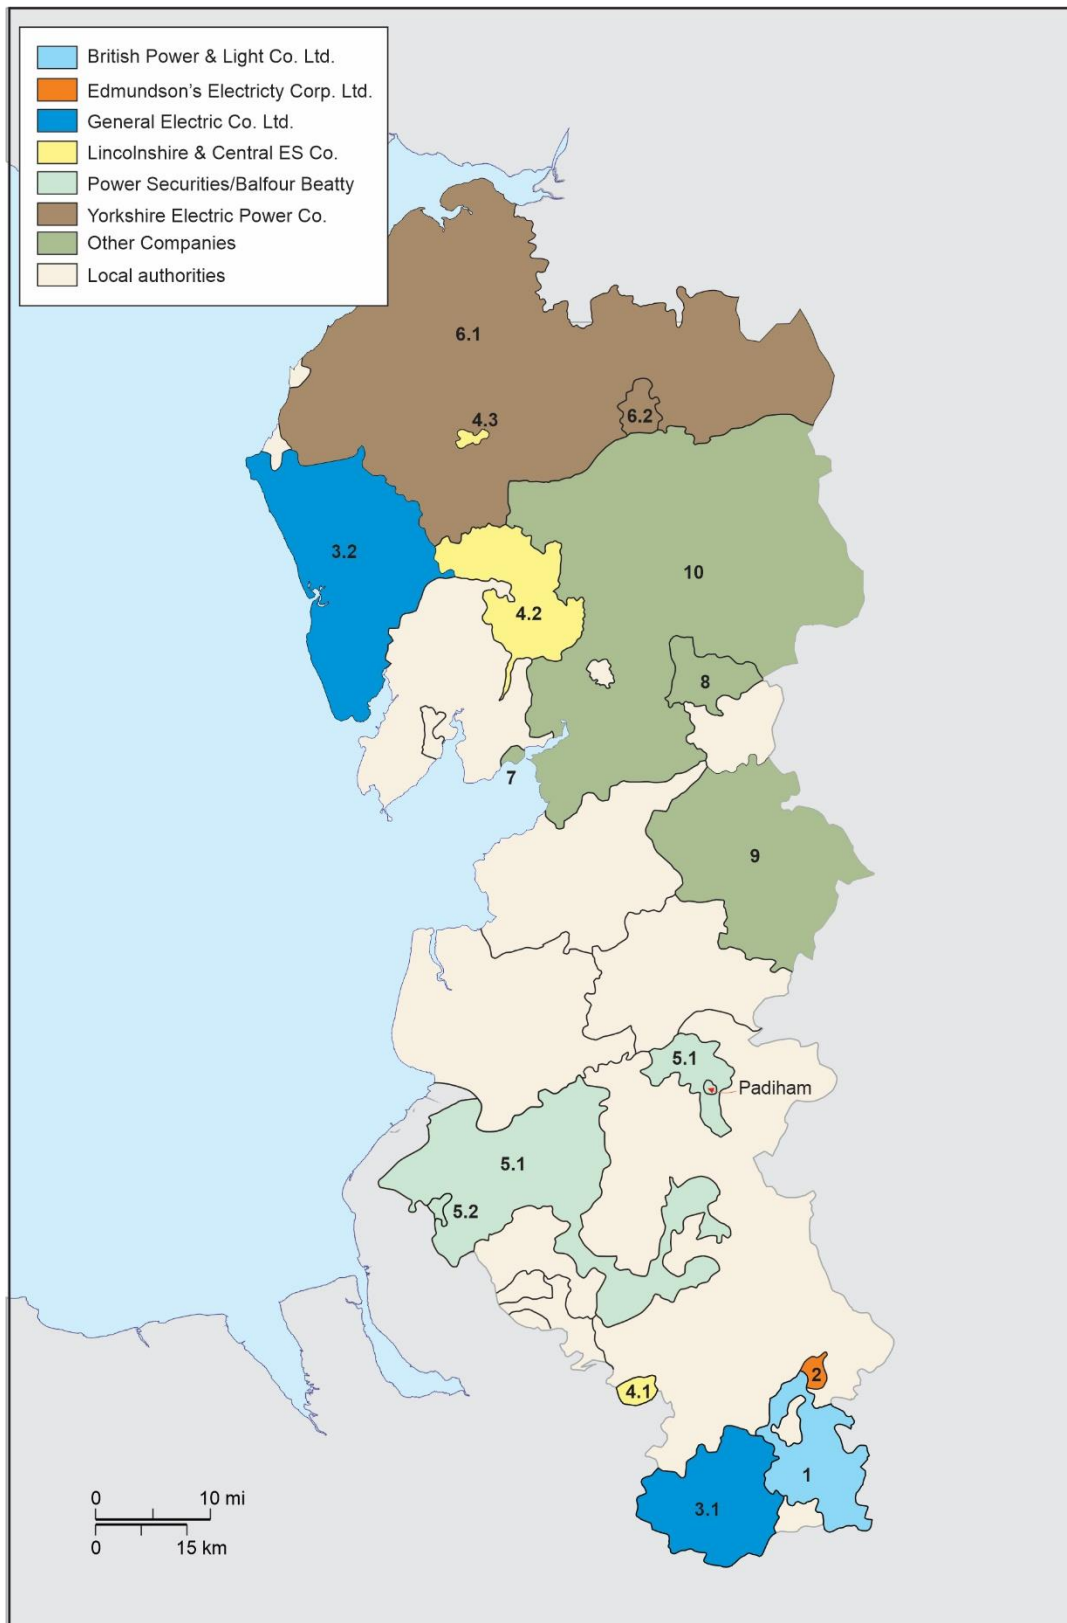 British Power & Light Co. Ltd.
Edmundson's Electricty Corp. Ltd.
General Electric Co. Ltd.
Lincolnshire & Central ES Co.
Power Securities/Balfour Beatty
Yorkshire Electric Power Co.
Other Companies
Local authorities
6.1
4.3
6.2
3.2
10
4.2
8
7
9
5.1
Padiham
5.1
5.2
2
4.1
1
3.1
0 10 mi
0 15 km